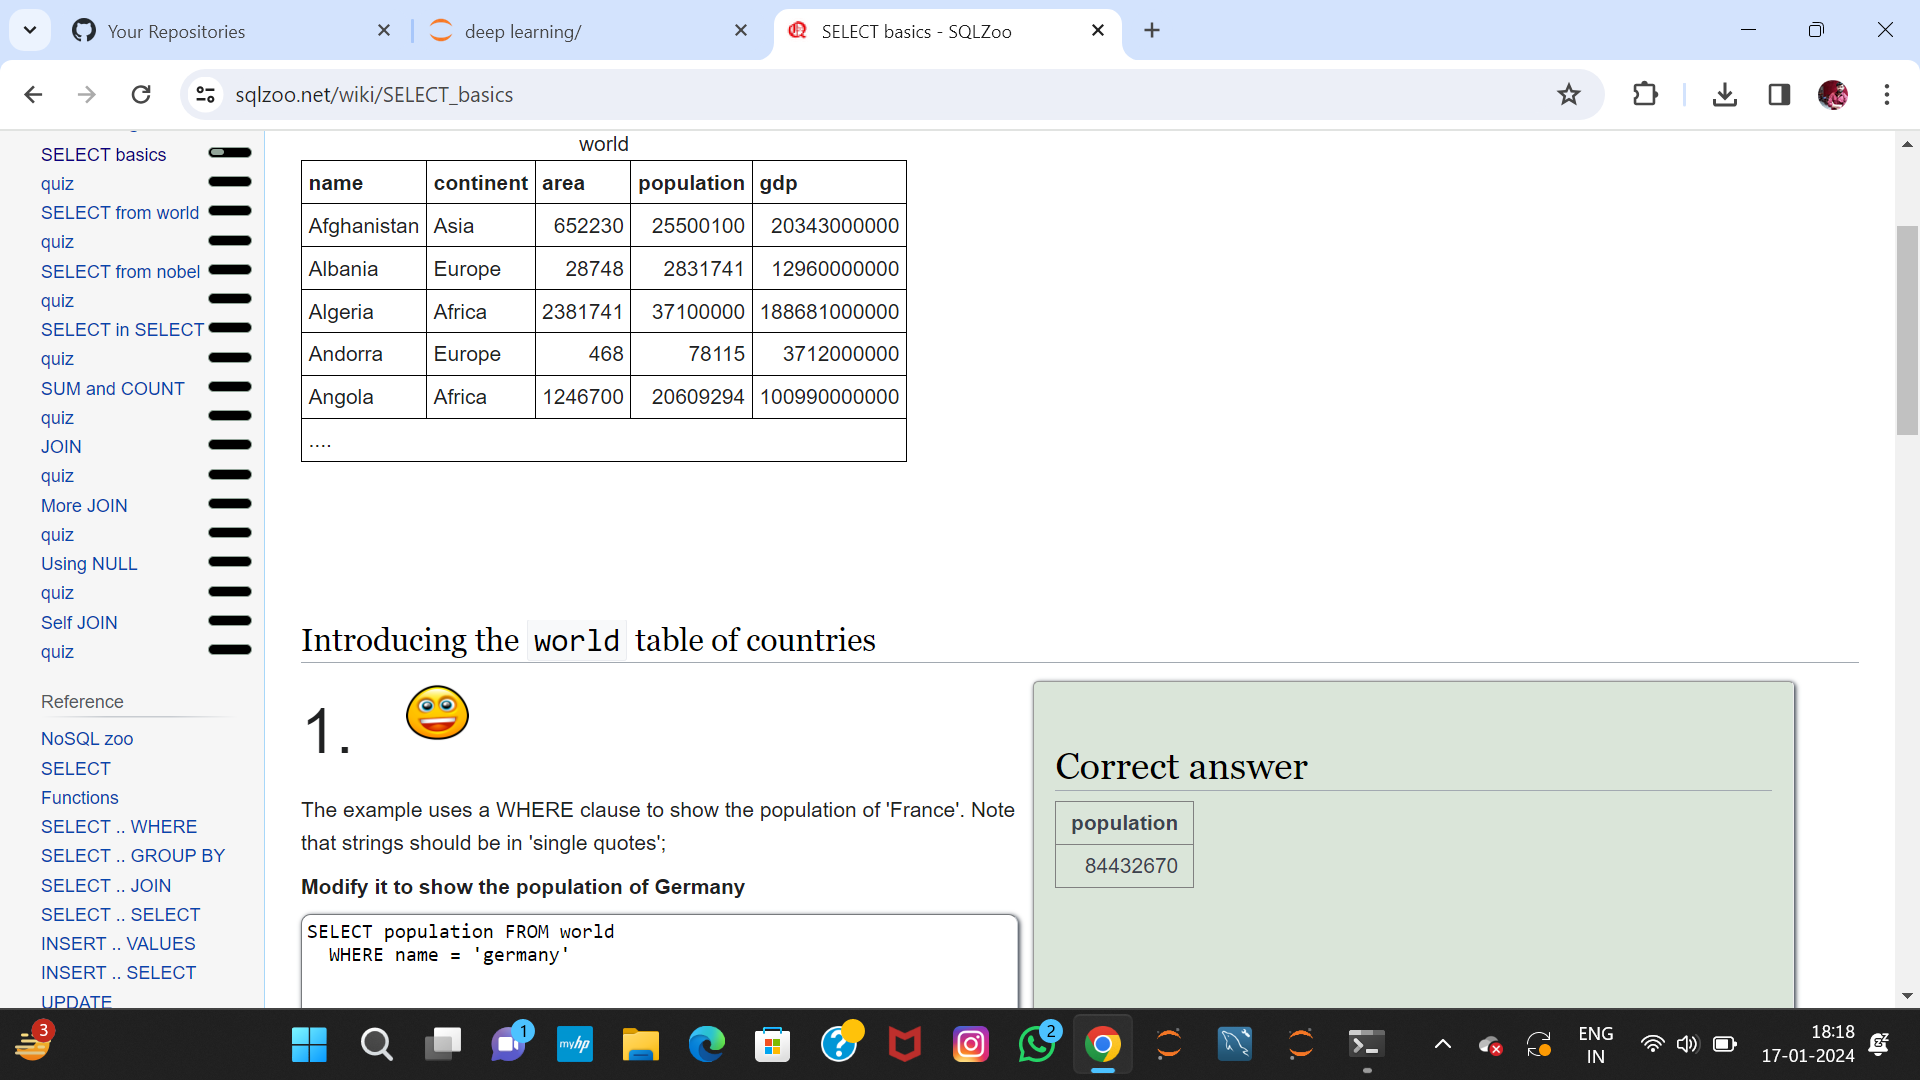 Your Repositories
deep learning/
SELECT basics - SQLZoo
sqlzoo.net/wiki/SELECT_basics
SELECT basics
quiz
SELECT from world
quiz
SELECT from nobel
quiz
SELECT in SELECT
quiz
SUM and COUNT
quiz
JOIN
quiz
More JOIN
quiz
Using NULL
quiz
Self JOIN
quiz
Reference
NoSQL zoo
SELECT
Functions
SELECT .. WHERE
SELECT .. GROUP BY
SELECT .. JOIN
SELECT .. SELECT
INSERT .. VALUES
INSERT .. SELECT
UPDATE
world
name continent area population gdp
Afghanistan Asia 652230 25500100 20343000000
Albania Europe 28748 2831741 12960000000
Algeria Africa 2381741 37100000 188681000000
Andorra Europe 468 78115 3712000000
Angola Africa 1246700 20609294 100990000000
....
Introducing the world table of countries
1.
The example uses a WHERE clause to show the population of 'France'. Note
that strings should be in 'single quotes';
Modify it to show the population of Germany
SELECT population FROM world
WHERE name = 'germany'
Correct answer
population
84432670
3
1
myhp
2
ENG
IN
18:18
17-01-2024